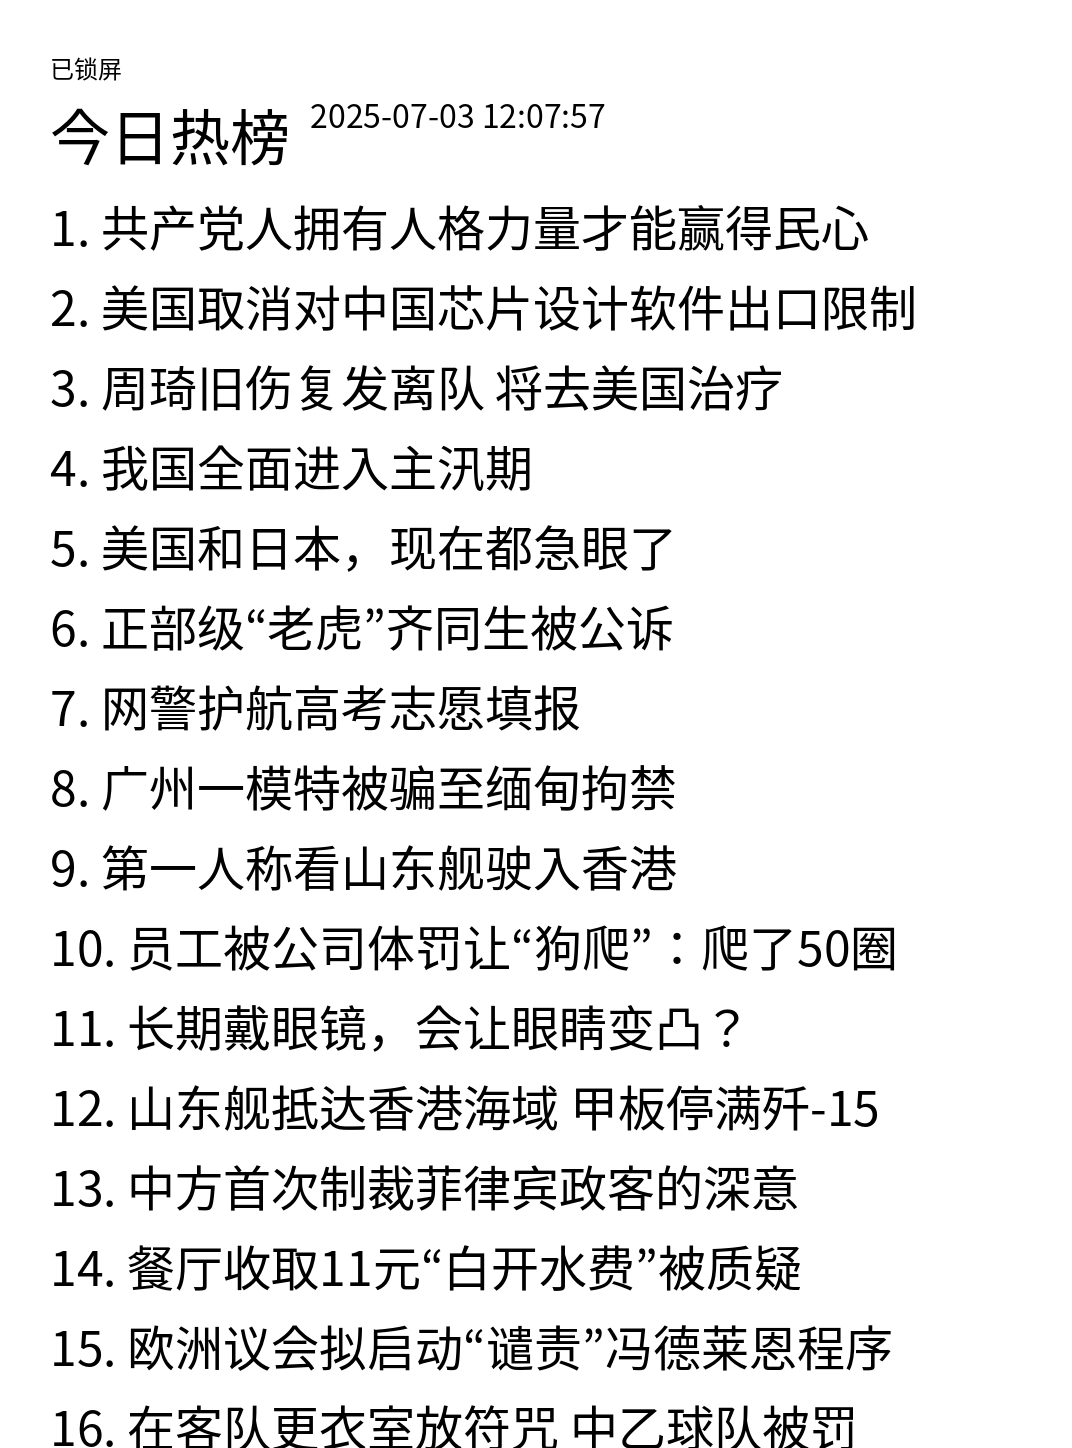 已锁屏
今日热榜 2025-07-03 12:07:57
1. 共产党人拥有人格力量才能赢得民心
2. 美国取消对中国芯片设计软件出口限制
3. 周琦旧伤复发离队 将去美国治疗
4. 我国全面进入主汛期
5. 美国和日本，现在都急眼了
6. 正部级“老虎”齐同生被公诉
7. 网警护航高考志愿填报
8. 广州一模特被骗至缅甸拘禁
9. 第一人称看山东舰驶入香港
10. 员工被公司体罚让“狗爬”：爬了50圈
11. 长期戴眼镜，会让眼睛变凸？
12. 山东舰抵达香港海域 甲板停满歼-15
13. 中方首次制裁菲律宾政客的深意
14. 餐厅收取11元“白开水费”被质疑
15. 欧洲议会拟启动“谴责”冯德莱恩程序
16. 在客队更衣室放符咒 中乙球队被罚